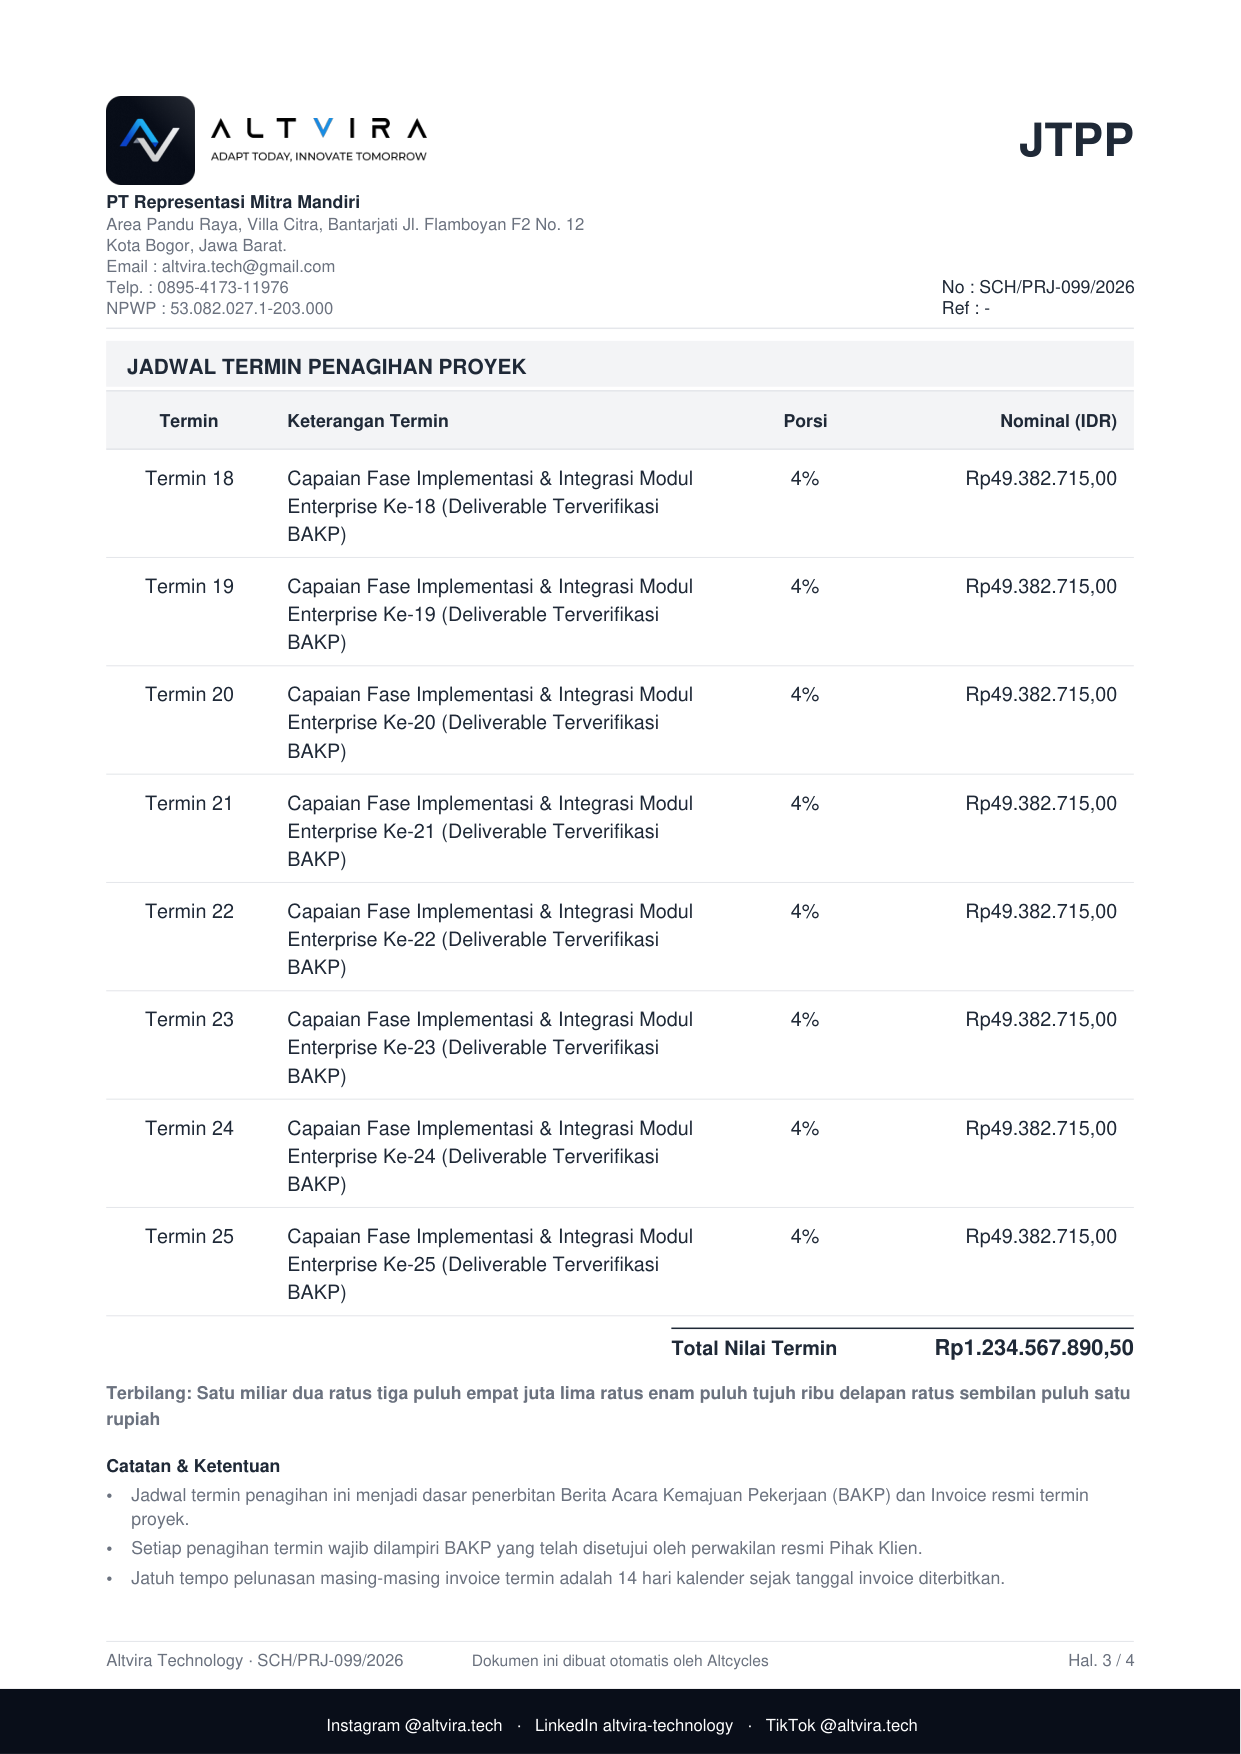 ALTVIRA
ADAPT TODAY, INNOVATE TOMORROW
JTPP
PT Representasi Mitra Mandiri
Area Pandu Raya, Villa Citra, Bantarjati Jl. Flamboyan F2 No. 12
Kota Bogor, Jawa Barat.
Email : altvira.tech@gmail.com
Telp. : 0895-4173-11976
NPWP : 53.082.027.1-203.000
No : SCH/PRJ-099/2026
Ref : -
JADWAL TERMIN PENAGIHAN PROYEK
Termin Keterangan Termin Porsi Nominal (IDR)
Termin 18 Capaian Fase Implementasi & Integrasi Modul 4% Rp49.382.715,00
Enterprise Ke-18 (Deliverable Terverifikasi
BAKP)
Termin 19 Capaian Fase Implementasi & Integrasi Modul 4% Rp49.382.715,00
Enterprise Ke-19 (Deliverable Terverifikasi
BAKP)
Termin 20 Capaian Fase Implementasi & Integrasi Modul 4% Rp49.382.715,00
Enterprise Ke-20 (Deliverable Terverifikasi
BAKP)
Termin 21 Capaian Fase Implementasi & Integrasi Modul 4% Rp49.382.715,00
Enterprise Ke-21 (Deliverable Terverifikasi
BAKP)
Termin 22 Capaian Fase Implementasi & Integrasi Modul 4% Rp49.382.715,00
Enterprise Ke-22 (Deliverable Terverifikasi
BAKP)
Termin 23 Capaian Fase Implementasi & Integrasi Modul 4% Rp49.382.715,00
Enterprise Ke-23 (Deliverable Terverifikasi
BAKP)
Termin 24 Capaian Fase Implementasi & Integrasi Modul 4% Rp49.382.715,00
Enterprise Ke-24 (Deliverable Terverifikasi
BAKP)
Termin 25 Capaian Fase Implementasi & Integrasi Modul 4% Rp49.382.715,00
Enterprise Ke-25 (Deliverable Terverifikasi
BAKP)
Total Nilai Termin Rp1.234.567.890,50
Terbilang: Satu miliar dua ratus tiga puluh empat juta lima ratus enam puluh tujuh ribu delapan ratus sembilan puluh satu
rupiah
Catatan & Ketentuan
• Jadwal termin penagihan ini menjadi dasar penerbitan Berita Acara Kemajuan Pekerjaan (BAKP) dan Invoice resmi termin
proyek.
• Setiap penagihan termin wajib dilampiri BAKP yang telah disetujui oleh perwakilan resmi Pihak Klien.
• Jatuh tempo pelunasan masing-masing invoice termin adalah 14 hari kalender sejak tanggal invoice diterbitkan.
Altvira Technology · SCH/PRJ-099/2026 Dokumen ini dibuat otomatis oleh Altcycles Hal. 3 / 4
Instagram @altvira.tech · LinkedIn altvira-technology · TikTok @altvira.tech